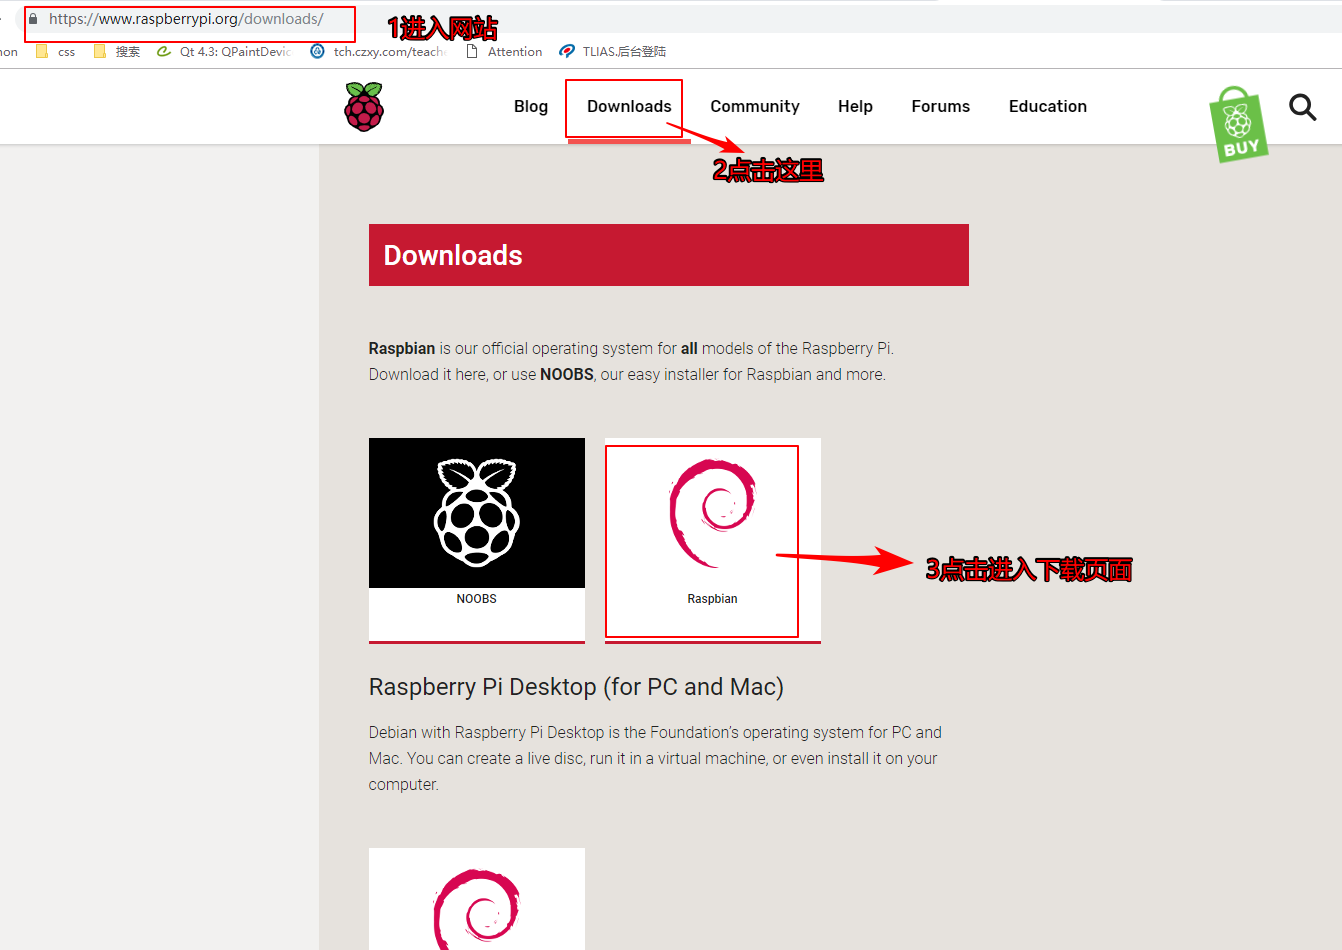 https://www.raspberrypi.org/downloads/
1进入网站
css
搜索
Qt 4.3: QPaintDevic
tch.czxy.com/teache
Attention
TLIAS.后台登陆
Blog
Downloads
Community
Help
Forums
Education
BUY
2点击这里
Downloads
Raspbian is our official operating system for all models of the Raspberry Pi.
Download it here, or use NOOBS, our easy installer for Raspbian and more.
3点击进入下载页面
NOOBS
Raspbian
Raspberry Pi Desktop (for PC and Mac)
Debian with Raspberry Pi Desktop is the Foundation’s operating system for PC and
Mac. You can create a live disc, run it in a virtual machine, or even install it on your
computer.